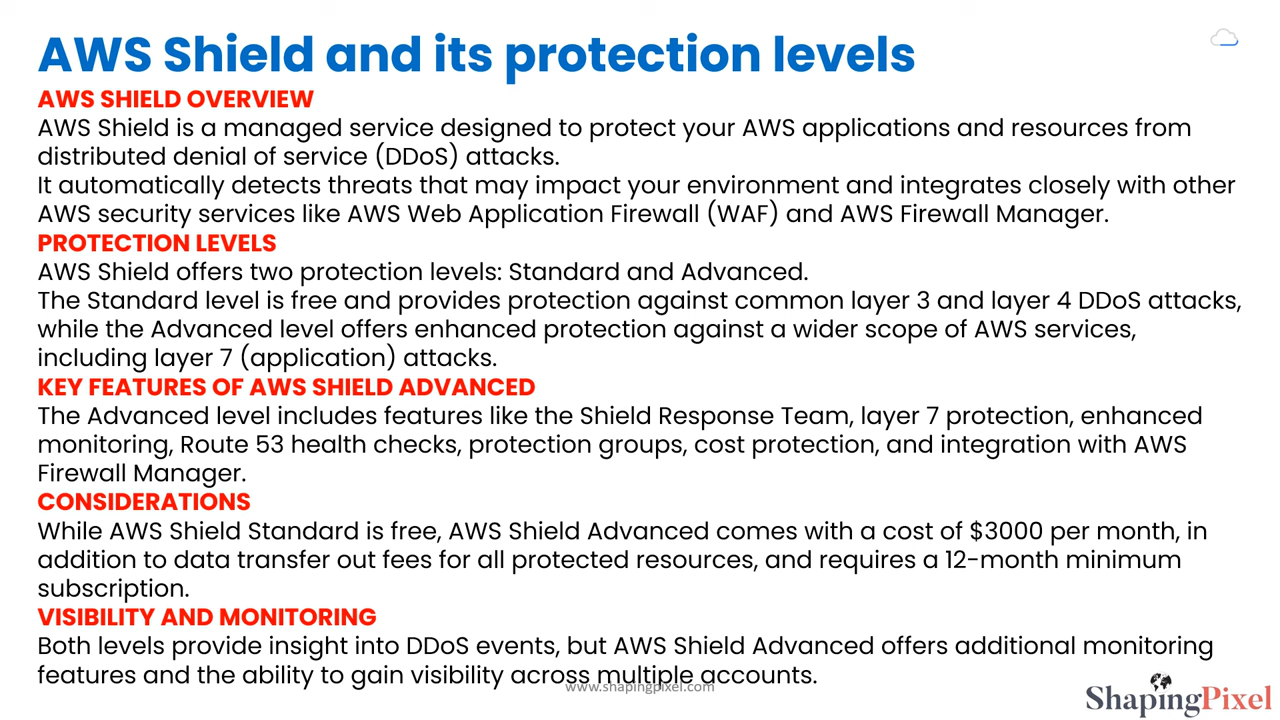 AWS Shield and its protection levels
AWS SHIELD OVERVIEW
AWS Shield is a managed service designed to protect your AWS applications and resources from
distributed denial of service (DDoS) attacks.
It automatically detects threats that may impact your environment and integrates closely with other
AWS security services like AWS Web Application Firewall (WAF) and AWS Firewall Manager.
PROTECTION LEVELS
AWS Shield offers two protection levels: Standard and Advanced.
The Standard level is free and provides protection against common layer 3 and layer 4 DDoS attacks,
while the Advanced level offers enhanced protection against a wider scope of AWS services,
including layer 7 (application) attacks.
KEY FEATURES OF AWS SHIELD ADVANCED
The Advanced level includes features like the Shield Response Team, layer 7 protection, enhanced
monitoring, Route 53 health checks, protection groups, cost protection, and integration with AWS
Firewall Manager.
CONSIDERATIONS
While AWS Shield Standard is free, AWS Shield Advanced comes with a cost of $3000 per month, in
addition to data transfer out fees for all protected resources, and requires a 12-month minimum
subscription.
VISIBILITY AND MONITORING
Both levels provide insight into DDoS events, but AWS Shield Advanced offers additional monitoring
features and the ability to gain visibility across multiple accounts.
www.shapingpixel.com
ShapingPixel